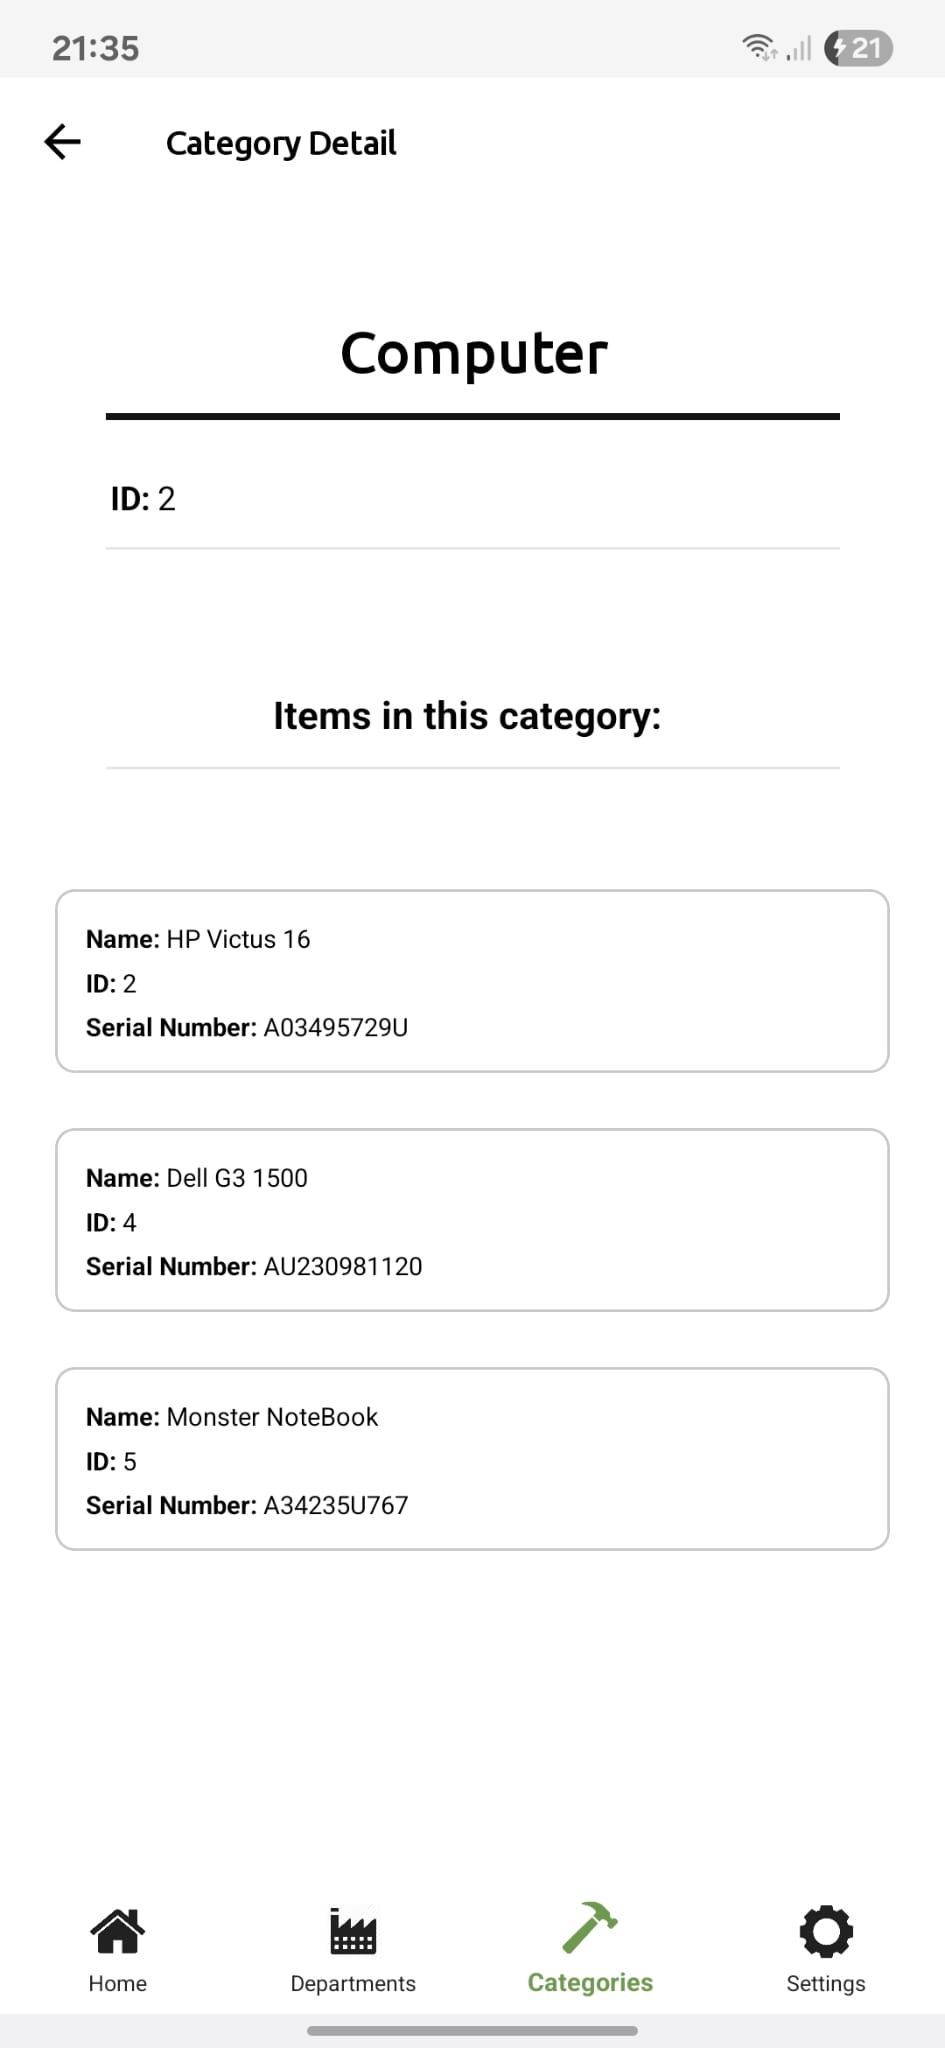 21:35
21
Category Detail
Computer
ID: 2
Items in this category:
Name: HP Victus 16
ID: 2
Serial Number: A03495729U
Name: Dell G3 1500
ID: 4
Serial Number: AU230981120
Name: Monster NoteBook
ID: 5
Serial Number: A34235U767
Home
Departments
Categories
Settings